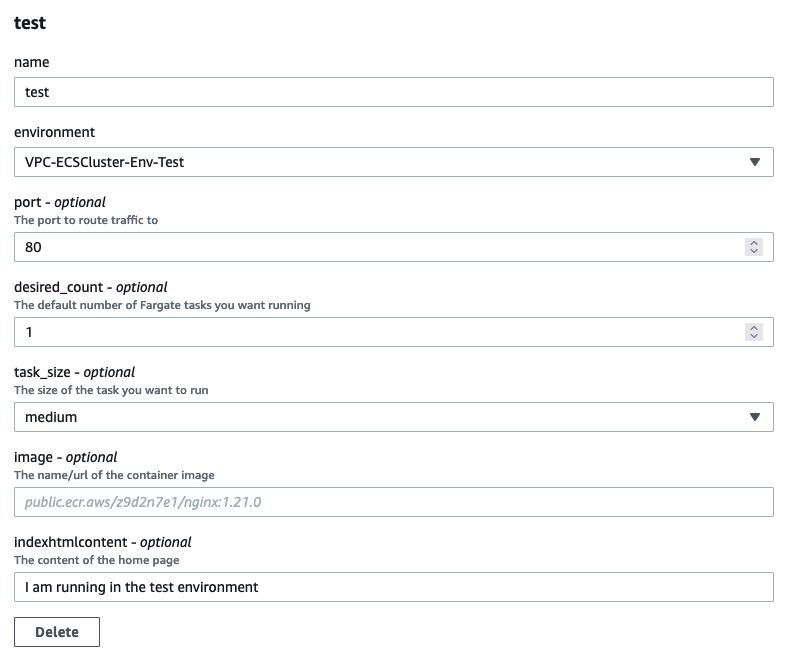 test
name
test
environment
VPC-ECSCluster-Env-Test
port - optional
The port to route traffic to
80
desired_count - optional
The default number of Fargate tasks you want running
1
task_size - optional
The size of the task you want to run
medium
image - optional
The name/url of the container image
public.ecr.aws/z9d2n7e1/nginx:1.21.0
indexhtmlcontent - optional
The content of the home page
I am running in the test environment
Delete